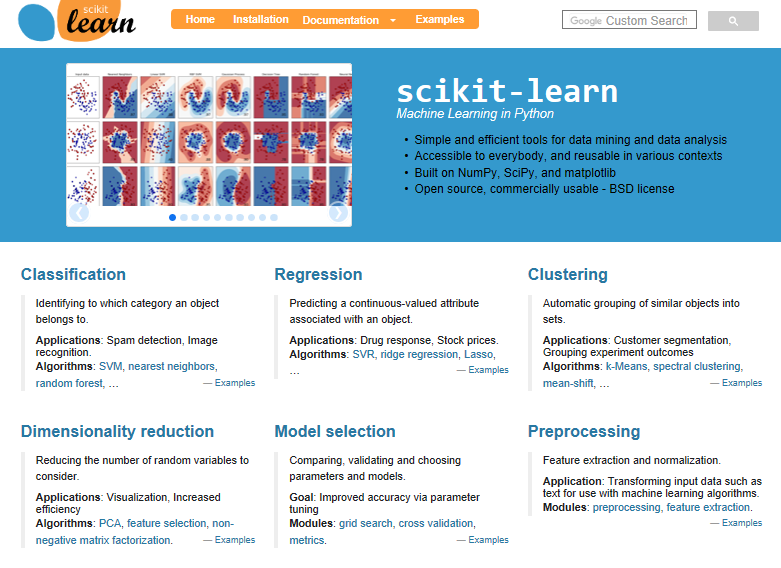 scikit
learn
Home Installation Documentation Examples
Google Custom Search
scikit-learn
Machine Learning in Python
• Simple and efficient tools for data mining and data analysis
• Accessible to everybody, and reusable in various contexts
• Built on NumPy, SciPy, and matplotlib
• Open source, commercially usable - BSD license
Classification
Identifying to which category an object
belongs to.
Applications: Spam detection, Image
recognition.
Algorithms: SVM, nearest neighbors,
random forest, ...
— Examples
Regression
Predicting a continuous-valued attribute
associated with an object.
Applications: Drug response, Stock prices.
Algorithms: SVR, ridge regression, Lasso,
...
— Examples
Clustering
Automatic grouping of similar objects into
sets.
Applications: Customer segmentation,
Grouping experiment outcomes
Algorithms: k-Means, spectral clustering,
mean-shift, ...
— Examples
Dimensionality reduction
Reducing the number of random variables to
consider.
Applications: Visualization, Increased
efficiency
Algorithms: PCA, feature selection, non-
negative matrix factorization.
— Examples
Model selection
Comparing, validating and choosing
parameters and models.
Goal: Improved accuracy via parameter
tuning
Modules: grid search, cross validation,
metrics.
— Examples
Preprocessing
Feature extraction and normalization.
Application: Transforming input data such as
text for use with machine learning algorithms.
Modules: preprocessing, feature extraction.
— Examples